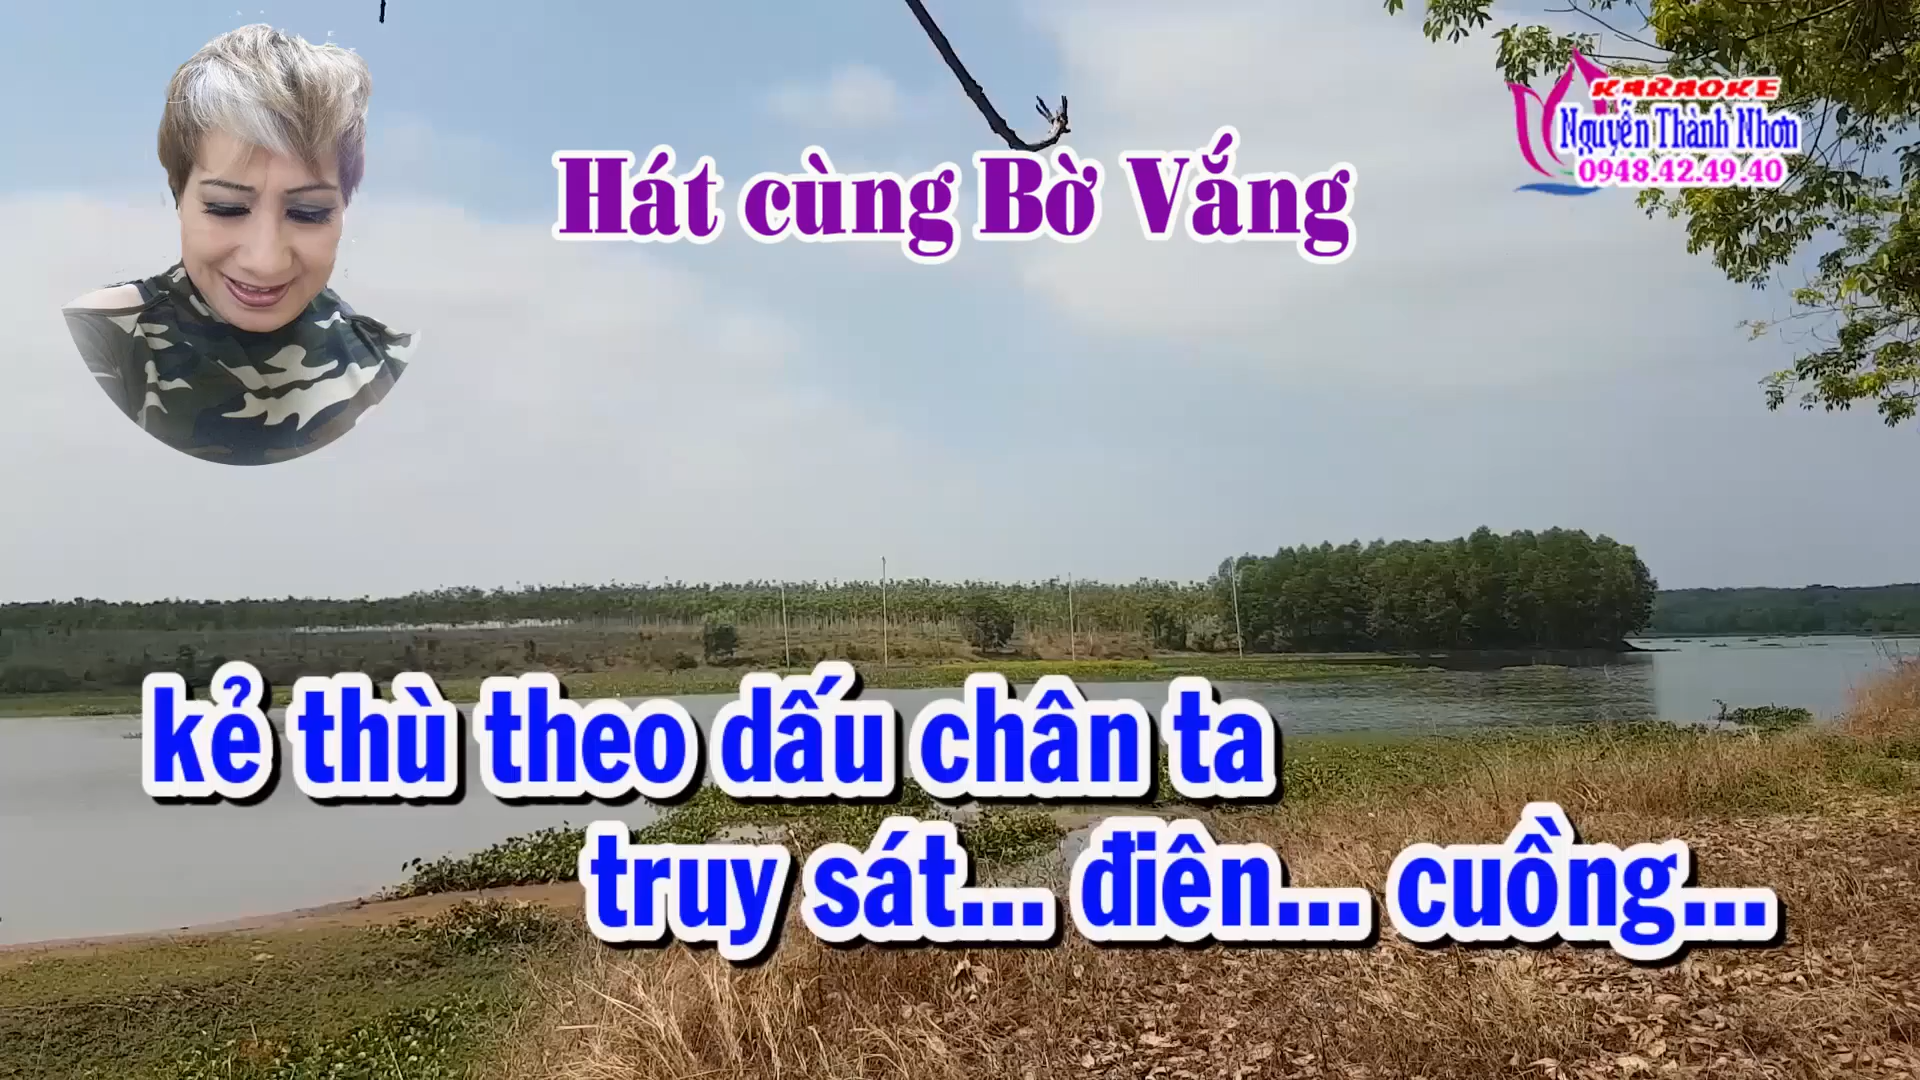 KARAOKE
Nguyễn Thành Nhơn
0948.42.49.40
Hát cùng Bờ Vắng
kẻ thù theo dấu chân ta
truy sát... điên... cuồng...